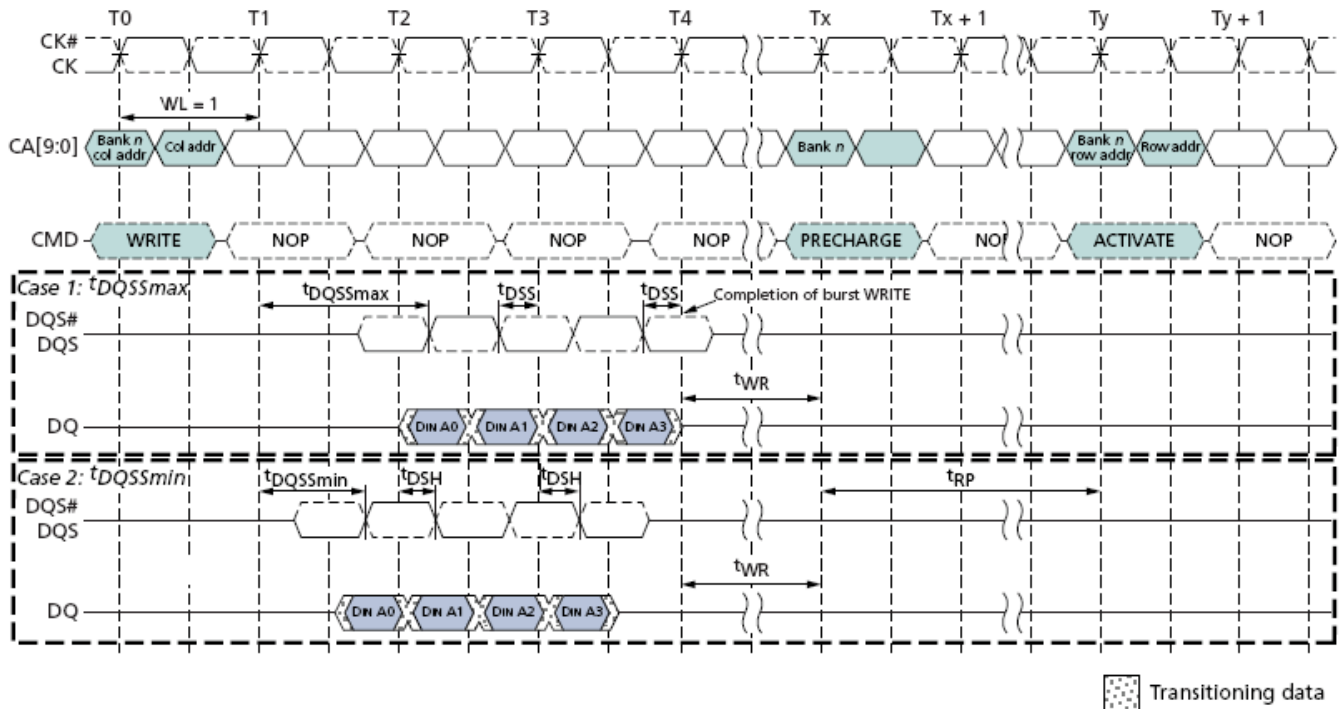 T0 T1 T2 T3 T4 Tx Tx + 1 Ty Ty + 1
CK#
CK
WL = 1
CA[9:0] Bank n col addr Col addr Bank n Bank n row addr Row addr
CMD WRITE NOP NOP NOP NOP PRECHARGE NOP ACTIVATE NOP
Case 1: tDQSSmax
tDQSSmax tDSS tDSS Completion of burst WRITE
DQS#
DQS
tWR
DQ DIN A0 DIN A1 DIN A2 DIN A3
Case 2: tDQSSmin
tDQSSmin tDSH tDSH tRP
DQS#
DQS
tWR
DQ DIN A0 DIN A1 DIN A2 DIN A3
Transitioning data